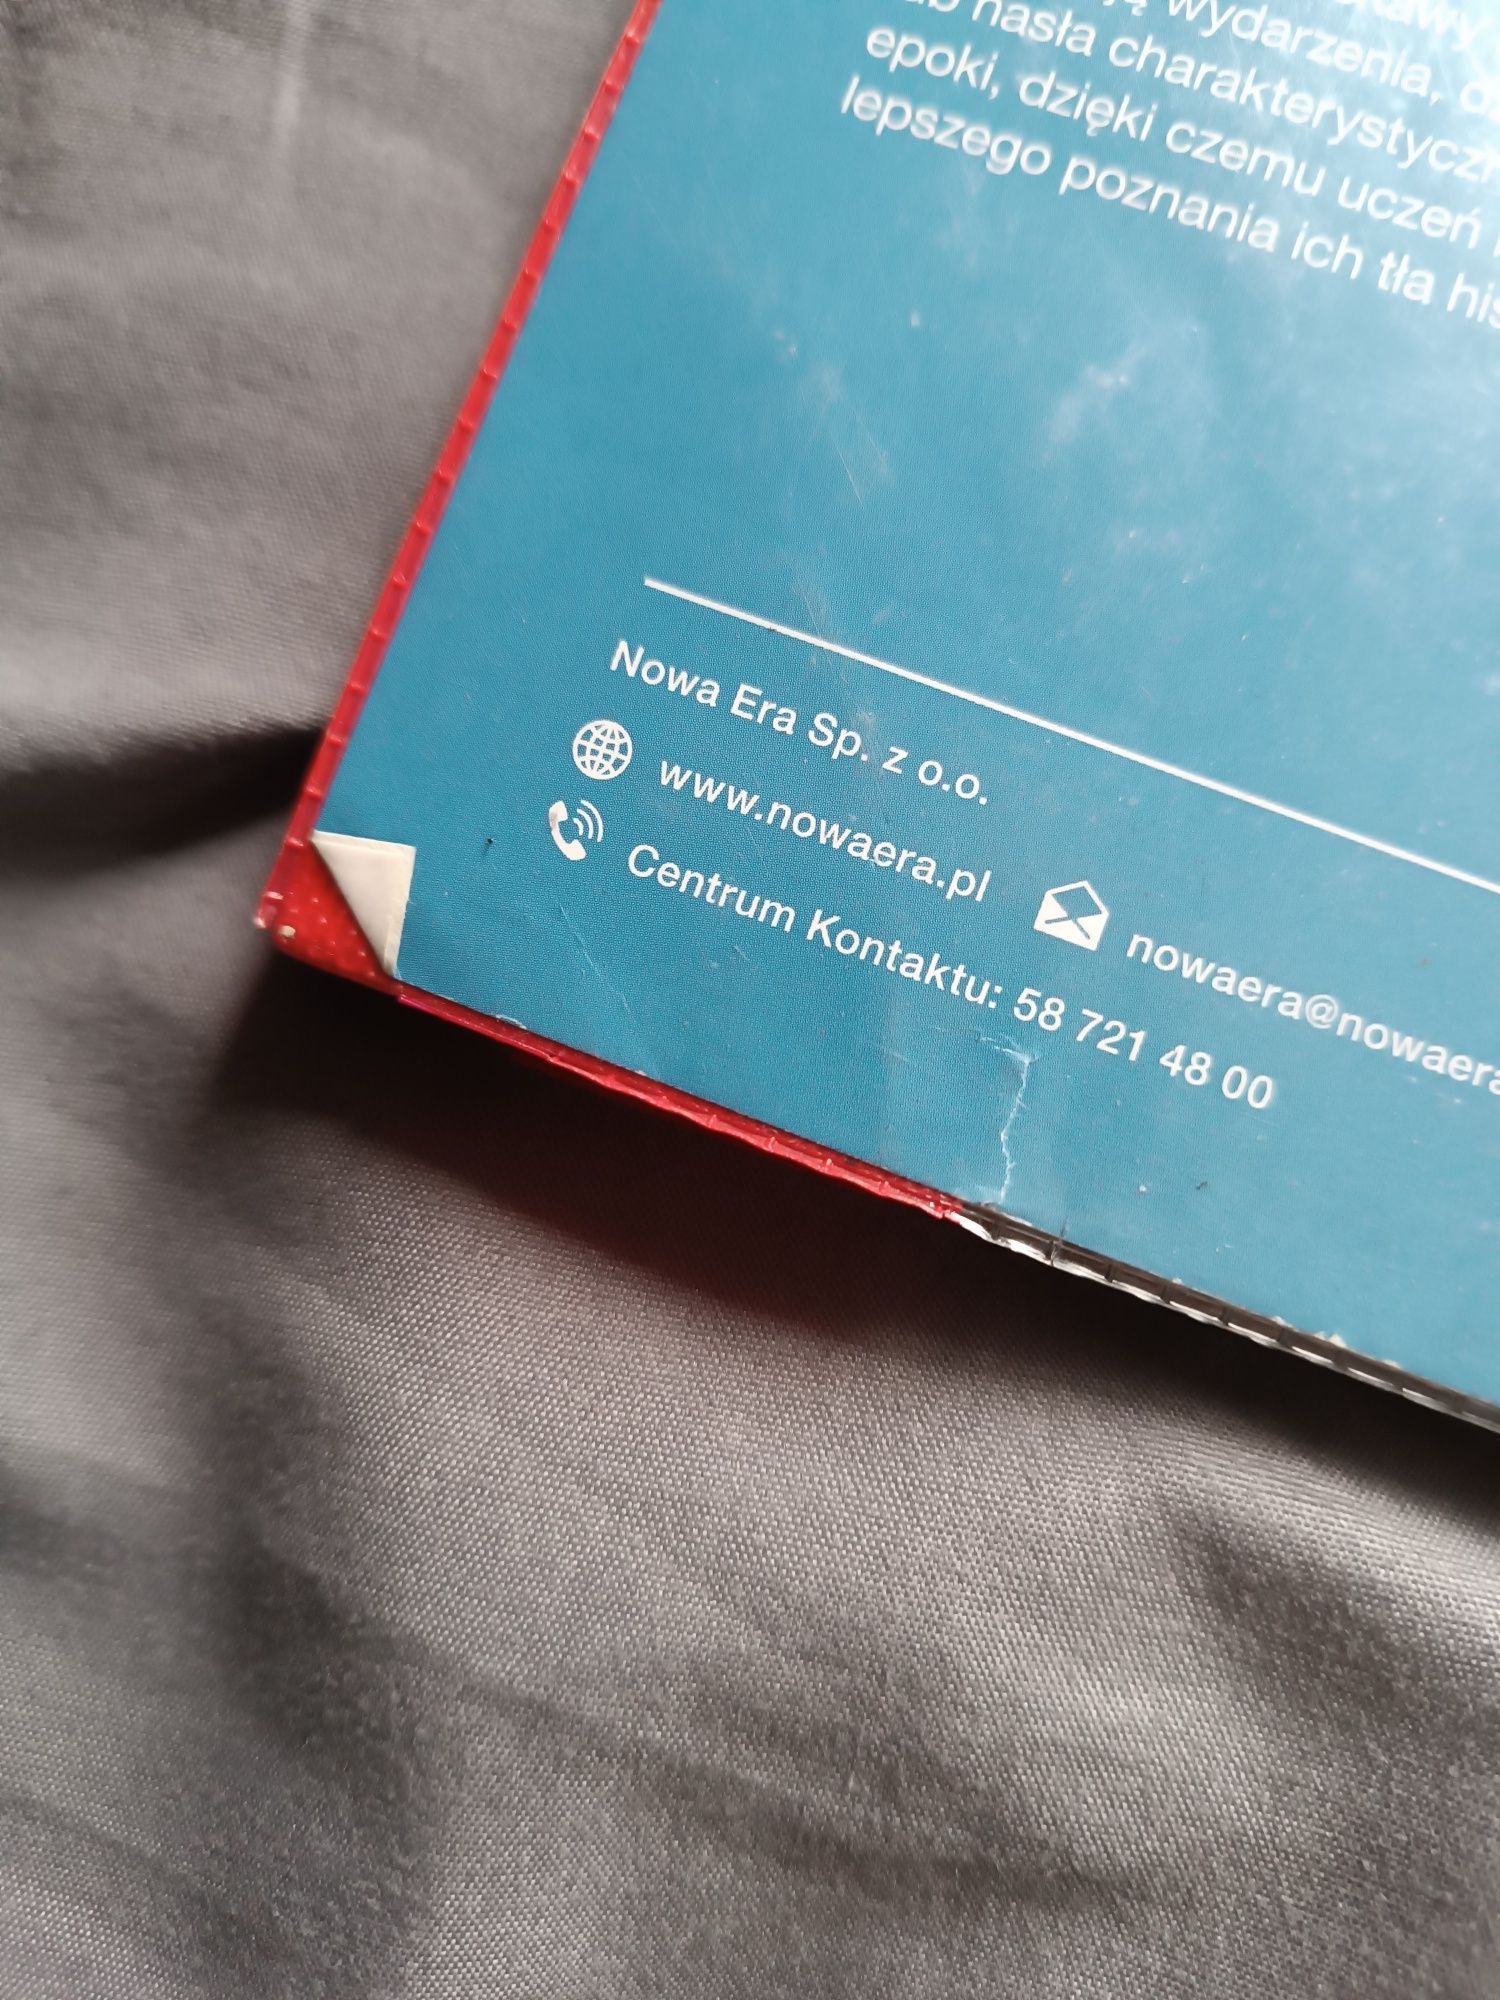 wydarzenia,
nasła charakterystyczn
epoki, dzięki czemu uczeń
lepszego poznania ich tła his
Nowa Era Sp. z o.o.
www.nowaera.pl nowaera@nowaera
Centrum Kontaktu: 58 721 48 00